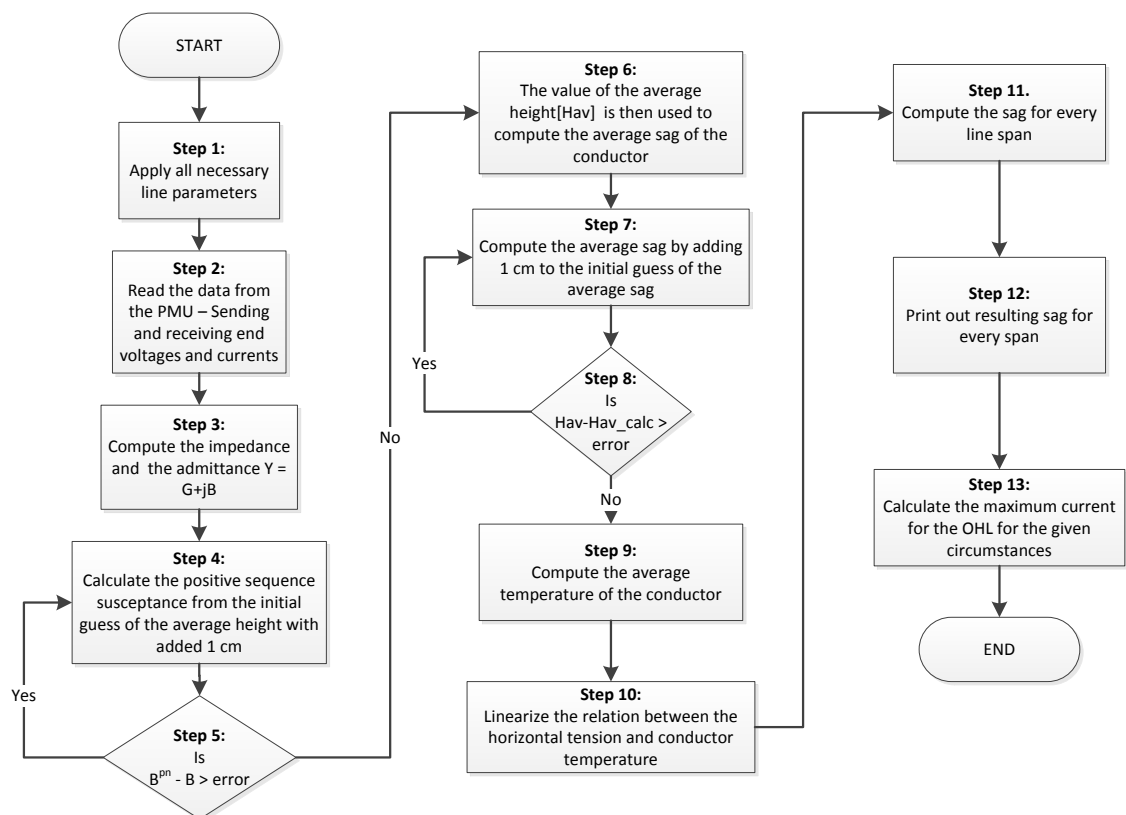 START
Step 1:
Apply all necessary
line parameters
Step 2:
Read the data from
the PMU – Sending
and receiving end
voltages and currents
Step 3:
Compute the impedance
and the admittance Y =
G+jB
Step 4:
Calculate the positive sequence
susceptance from the initial
guess of the average height with
added 1 cm
Yes
Step 5:
Is
B^pn - B > error
No
Step 6:
The value of the average
height[Hav] is then used to
compute the average sag of the
conductor
Step 7:
Compute the average sag by adding
1 cm to the initial guess of the
average sag
Yes
Step 8:
Is
Hav-Hav_calc >
error
No
Step 9:
Compute the average
temperature of the conductor
Step 10:
Linearize the relation between the
horizontal tension and conductor
temperature
Step 11.
Compute the sag for every
line span
Step 12:
Print out resulting sag for
every span
Step 13:
Calculate the maximum current
for the OHL for the given
circumstances
END